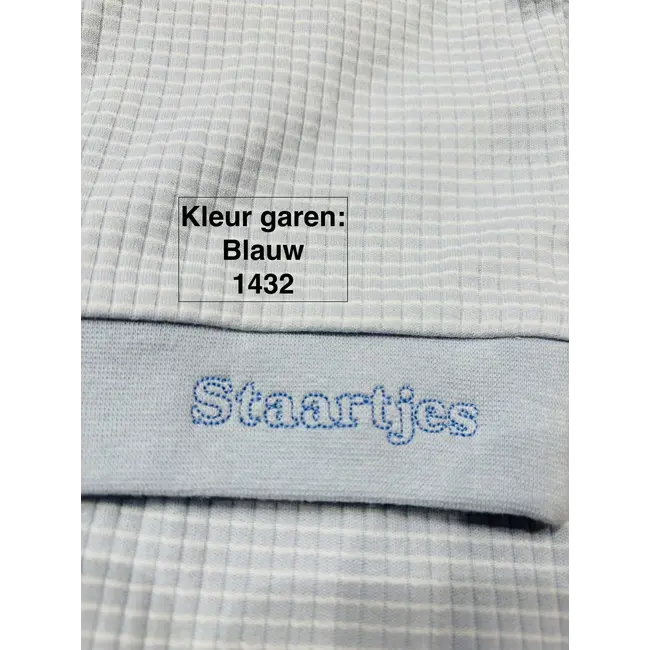 Kleur garen:
Blauw
1432
Staartjes